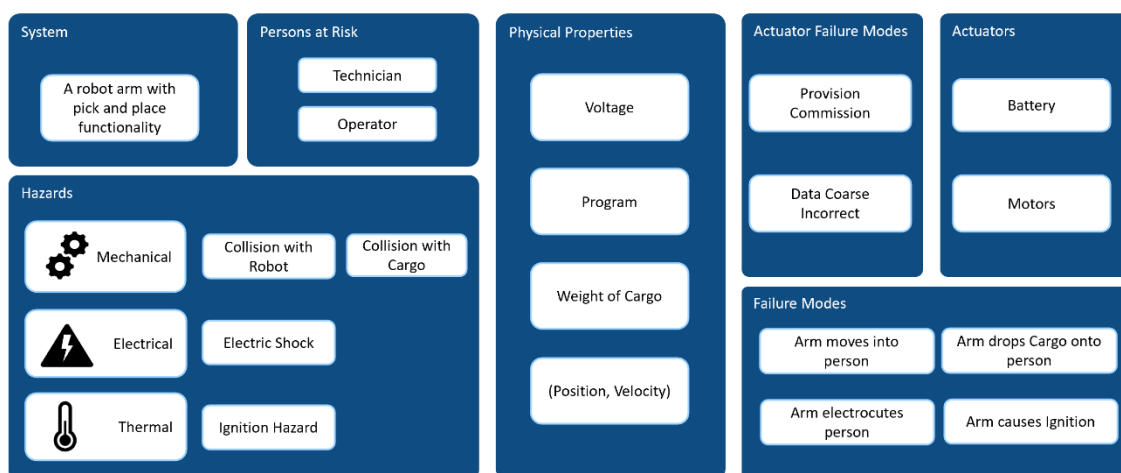 System
A robot arm with
pick and place
functionality
Persons at Risk
Technician
Operator
Hazards
Mechanical
Collision with
Robot
Collision with
Cargo
Electrical
Electric Shock
Thermal
Ignition Hazard
Physical Properties
Voltage
Program
Weight of Cargo
(Position, Velocity)
Actuator Failure Modes
Provision
Commission
Data Coarse
Incorrect
Actuators
Battery
Motors
Failure Modes
Arm moves into
person
Arm drops Cargo onto
person
Arm electrocutes
person
Arm causes Ignition